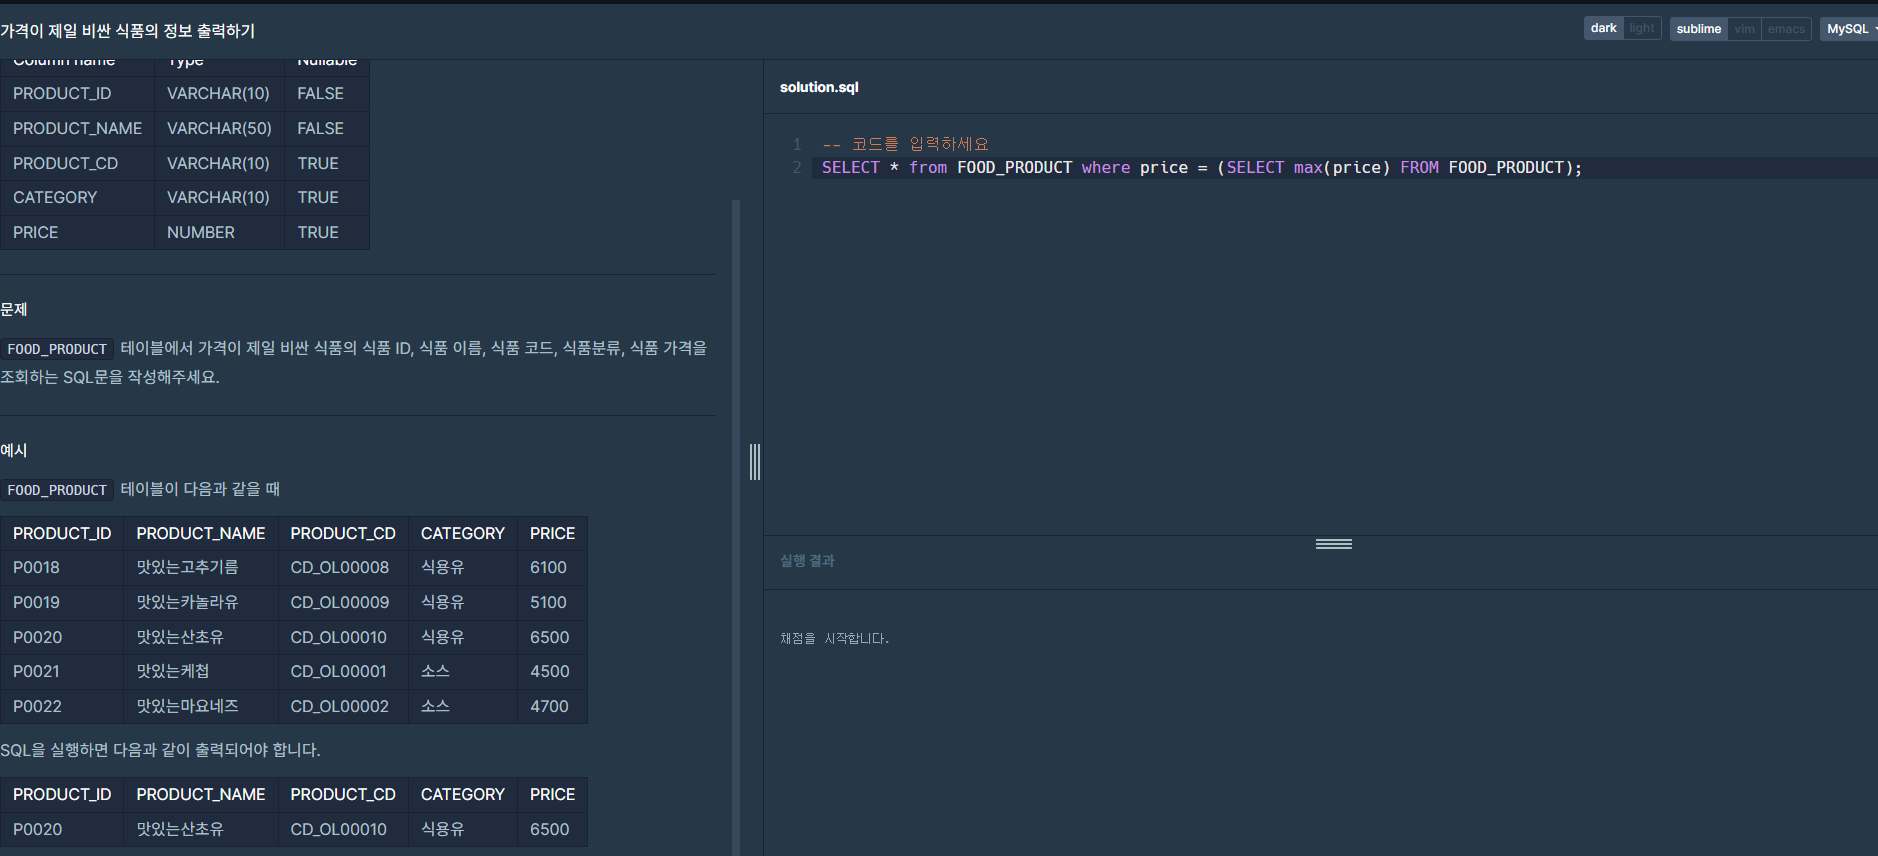 가격이 제일 비싼 식품의 정보 출력하기
dark light sublime vim emacs MySQL
Column name Type Nullable
PRODUCT_ID VARCHAR(10) FALSE
PRODUCT_NAME VARCHAR(50) FALSE
PRODUCT_CD VARCHAR(10) TRUE
CATEGORY VARCHAR(10) TRUE
PRICE NUMBER TRUE
문제
FOOD_PRODUCT 테이블에서 가격이 제일 비싼 식품의 식품 ID, 식품 이름, 식품 코드, 식품분류, 식품 가격을
조회하는 SQL문을 작성해주세요.
예시
FOOD_PRODUCT 테이블이 다음과 같을 때
PRODUCT_ID PRODUCT_NAME PRODUCT_CD CATEGORY PRICE
P0018 맛있는고추기름 CD_OL00008 식용유 6100
P0019 맛있는카놀라유 CD_OL00009 식용유 5100
P0020 맛있는산초유 CD_OL00010 식용유 6500
P0021 맛있는케첩 CD_OL00001 소스 4500
P0022 맛있는마요네즈 CD_OL00002 소스 4700
SQL을 실행하면 다음과 같이 출력되어야 합니다.
PRODUCT_ID PRODUCT_NAME PRODUCT_CD CATEGORY PRICE
P0020 맛있는산초유 CD_OL00010 식용유 6500
solution.sql
1 -- 코드를 입력하세요
2 SELECT * from FOOD_PRODUCT where price = (SELECT max(price) FROM FOOD_PRODUCT);
실행 결과
채점을 시작합니다.